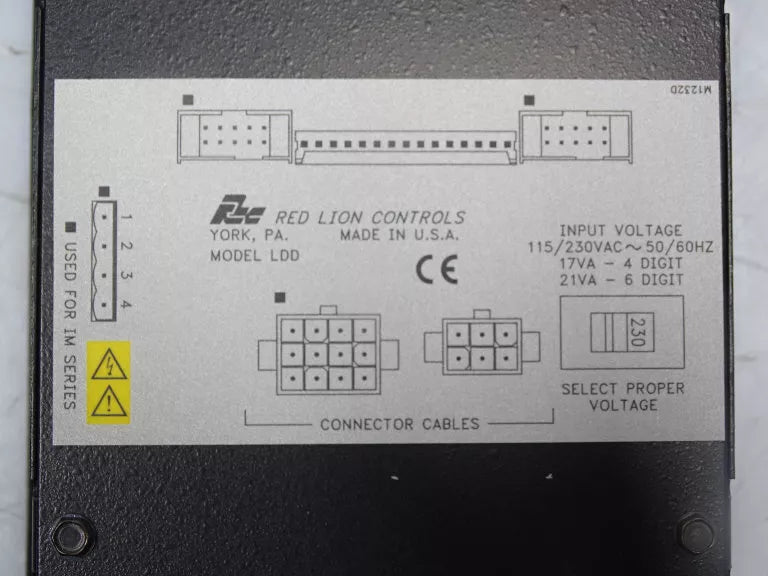 M1232D
RLC RED LION CONTROLS
YORK, PA. MADE IN U.S.A.
MODEL LDD
CE
INPUT VOLTAGE
115/230VAC ~ 50/60HZ
17VA - 4 DIGIT
21VA - 6 DIGIT
230
SELECT PROPER
VOLTAGE
1
2
3
4
■ USED FOR IM SERIES
CONNECTOR CABLES